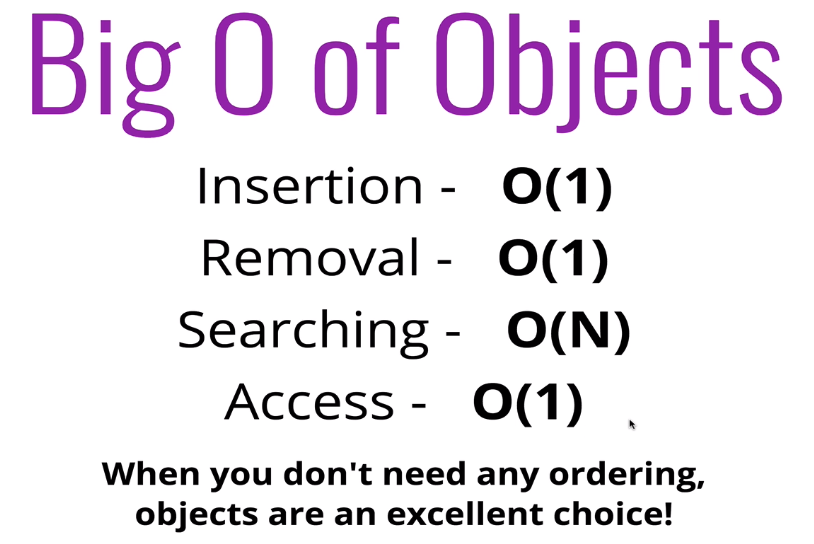 Big O of Objects
Insertion - O(1)
Removal - O(1)
Searching - O(N)
Access - O(1)
When you don't need any ordering,
objects are an excellent choice!